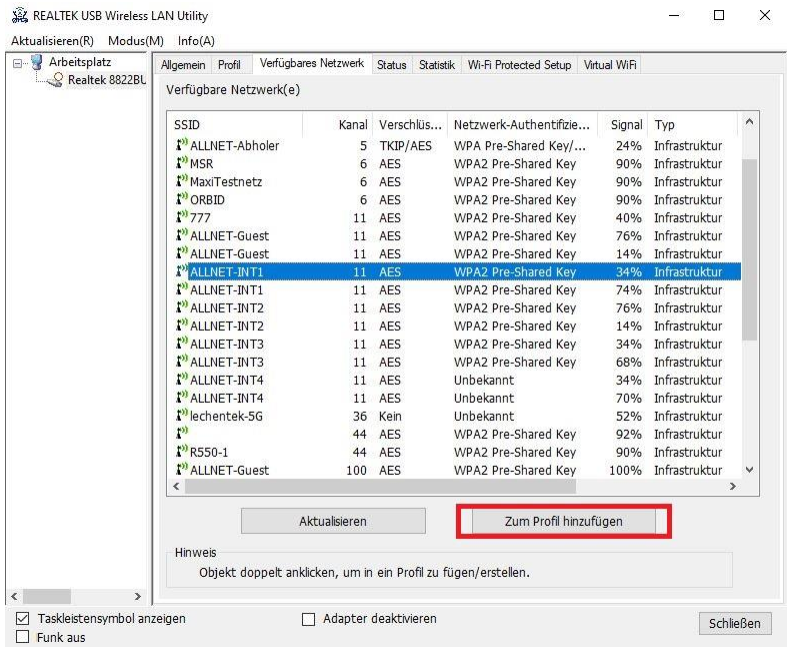 REALTEK USB Wireless LAN Utility
Aktualisieren(R) Modus(M) Info(A)
Arbeitsplatz
Realtek 8822BU
Allgemein Profil Verfügbares Netzwerk Status Statistik Wi-Fi Protected Setup Virtual WiFi
Verfügbare Netzwerk(e)
SSID Kanal Verschlüs... Netzwerk-Authentifizie... Signal Typ
ALLNET-Abholer 5 TKIP/AES WPA Pre-Shared Key/... 24% Infrastruktur
MSR 6 AES WPA2 Pre-Shared Key 90% Infrastruktur
MaxiTestnetz 6 AES WPA2 Pre-Shared Key 90% Infrastruktur
ORBID 6 AES WPA2 Pre-Shared Key 90% Infrastruktur
777 11 AES WPA2 Pre-Shared Key 40% Infrastruktur
ALLNET-Guest 11 AES WPA2 Pre-Shared Key 76% Infrastruktur
ALLNET-Guest 11 AES WPA2 Pre-Shared Key 14% Infrastruktur
ALLNET-INT1 11 AES WPA2 Pre-Shared Key 34% Infrastruktur
ALLNET-INT1 11 AES WPA2 Pre-Shared Key 74% Infrastruktur
ALLNET-INT2 11 AES WPA2 Pre-Shared Key 76% Infrastruktur
ALLNET-INT2 11 AES WPA2 Pre-Shared Key 14% Infrastruktur
ALLNET-INT3 11 AES WPA2 Pre-Shared Key 34% Infrastruktur
ALLNET-INT3 11 AES WPA2 Pre-Shared Key 68% Infrastruktur
ALLNET-INT4 11 AES Unbekannt 34% Infrastruktur
ALLNET-INT4 11 AES Unbekannt 70% Infrastruktur
lechentek-5G 36 Kein Unbekannt 52% Infrastruktur
44 AES WPA2 Pre-Shared Key 92% Infrastruktur
R550-1 44 AES WPA2 Pre-Shared Key 90% Infrastruktur
ALLNET-Guest 100 AES WPA2 Pre-Shared Key 100% Infrastruktur
Aktualisieren Zum Profil hinzufügen
Hinweis
Objekt doppelt anklicken, um in ein Profil zu fügen/erstellen.
Taskleistensymbol anzeigen Adapter deaktivieren
Funk aus Schließen